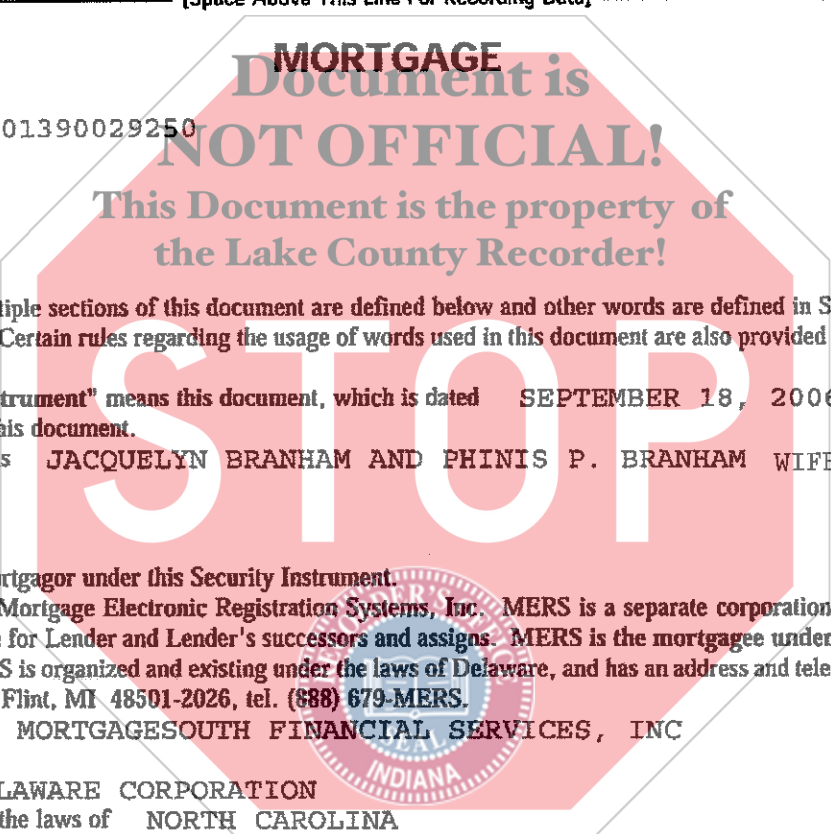 [Space Above This Line For Recording Data]
MORTGAGE
Document is
01390029250
NOT OFFICIAL!
This Document is the property of
the Lake County Recorder!
tiple sections of this document are defined below and other words are defined in S
Certain rules regarding the usage of words used in this document are also provided
STOP
trument" means this document, which is dated SEPTEMBER 18, 2006
his document.
s JACQUELYN BRANHAM AND PHINIS P. BRANHAM WIFE
rtgagor under this Security Instrument.
Mortgage Electronic Registration Systems, Inc. MERS is a separate corporation
e for Lender and Lender's successors and assigns. MERS is the mortgagee under
S is organized and existing under the laws of Delaware, and has an address and tele
Flint, MI 48501-2026, tel. (888) 679-MERS.
MORTGAGESOUTH FINANCIAL SERVICES, INC
RECORDER'S OFFICE
SEAL
INDIANA
LAWARE CORPORATION
the laws of NORTH CAROLINA